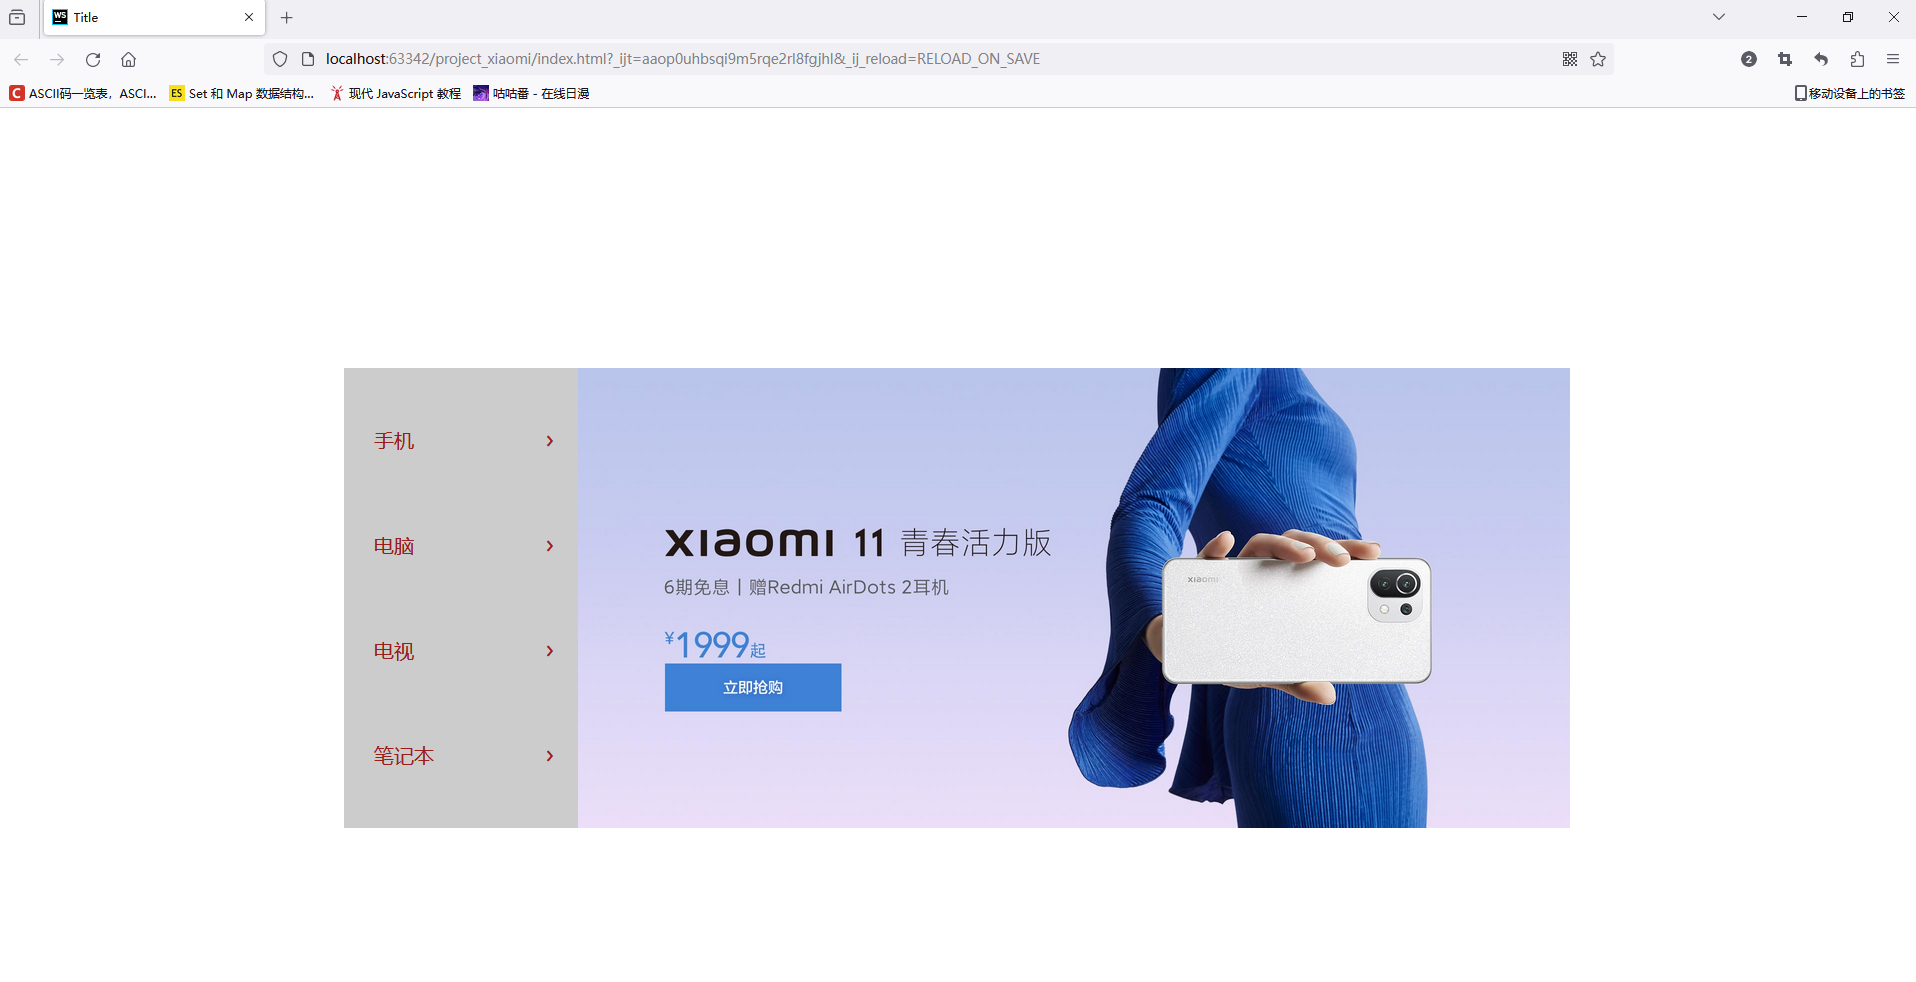 Title
localhost:63342/project_xiaomi/index.html?_ijt=aaop0uhbsqi9m5rqe2rl8fgjhl&_ij_reload=RELOAD_ON_SAVE
2
C ASCII码一览表，ASCI... ES Set 和 Map 数据结构... 现代 JavaScript 教程 咕咕番 - 在线日漫 移动设备上的书签
手机 ›
电脑 ›
电视 ›
笔记本 ›
xiaomi 11 青春活力版
6期免息丨赠Redmi AirDots 2耳机
¥1999起
立即抢购
xiaomi